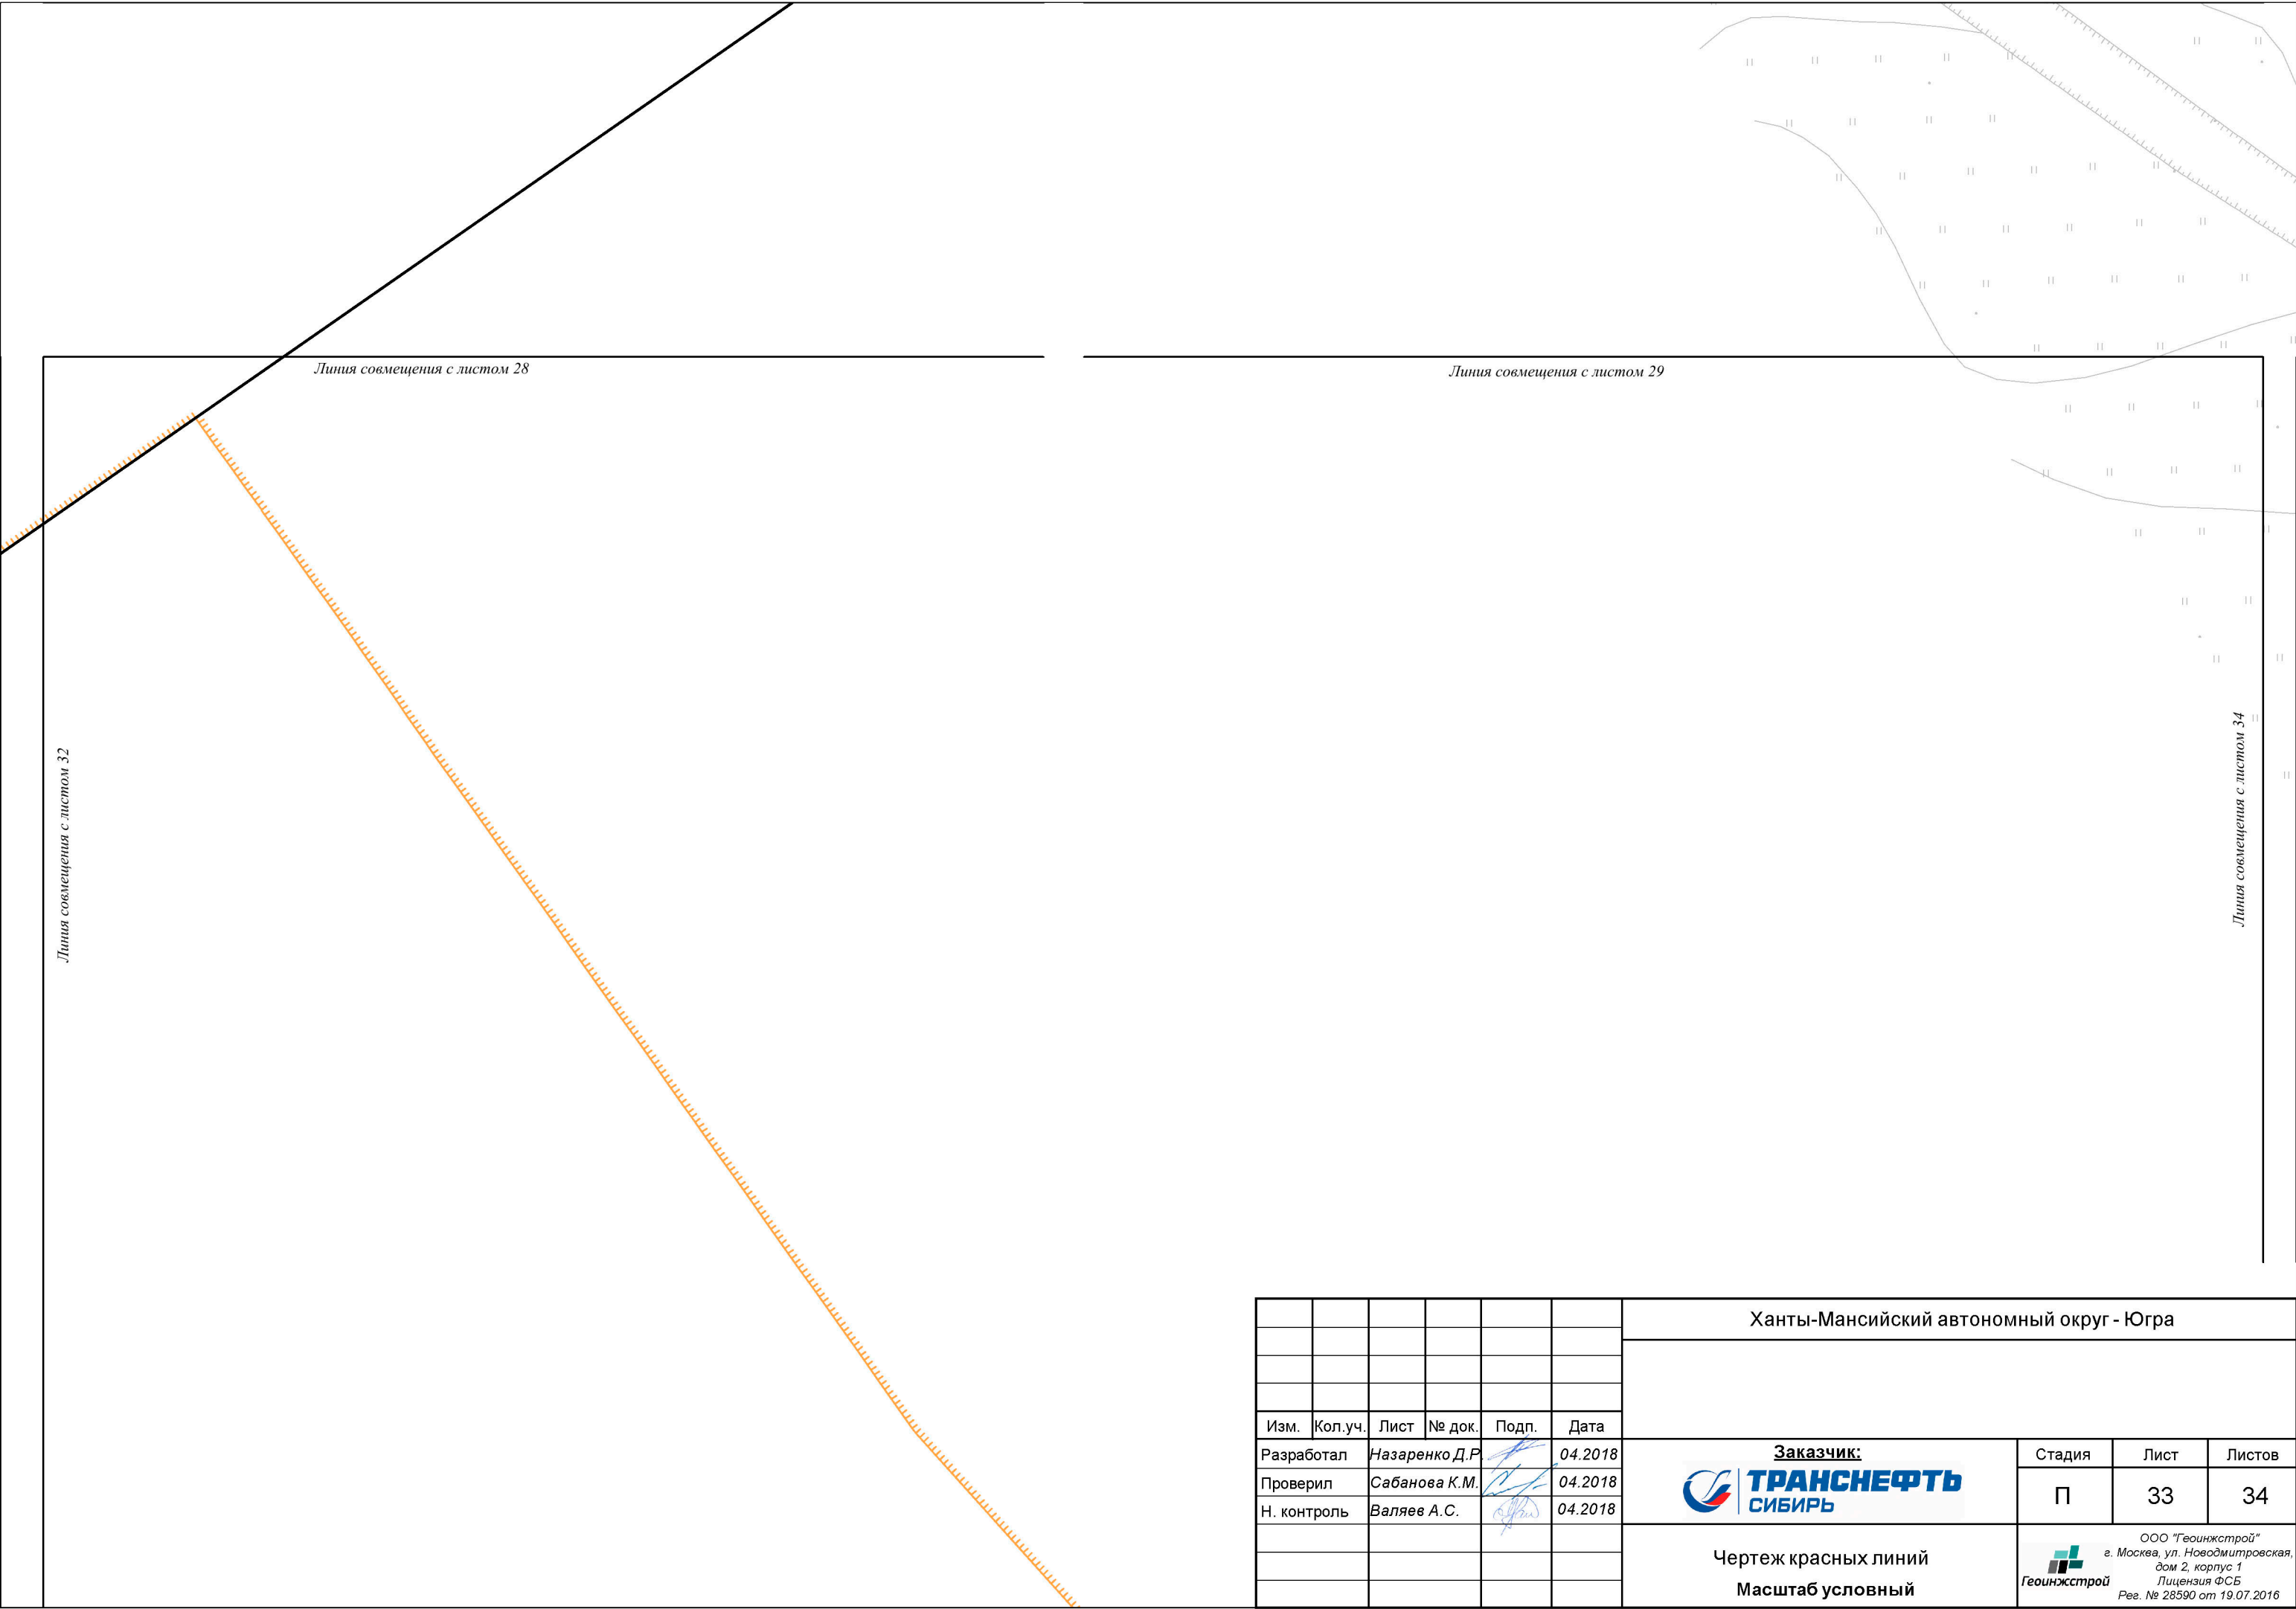 Линия совмещения с листом 28
Линия совмещения с листом 29
Линия совмещения с листом 32
Линия совмещения с листом 34
Ханты-Мансийский автономный округ - Югра
Изм. Кол.уч. Лист № док. Подп. Дата
Разработал Назаренко Д.Р. 04.2018
Проверил Сабанова К.М. 04.2018
Н. контроль Валяев А.С. 04.2018
Заказчик:
ТРАНСНЕФТЬ
СИБИРЬ
Стадия Лист Листов
П 33 34
Чертеж красных линий
Масштаб условный
Геоинжстрой
ООО "Геоинжстрой"
г. Москва, ул. Новодмитровская,
дом 2, корпус 1
Лицензия ФСБ
Рег. № 28590 от 19.07.2016